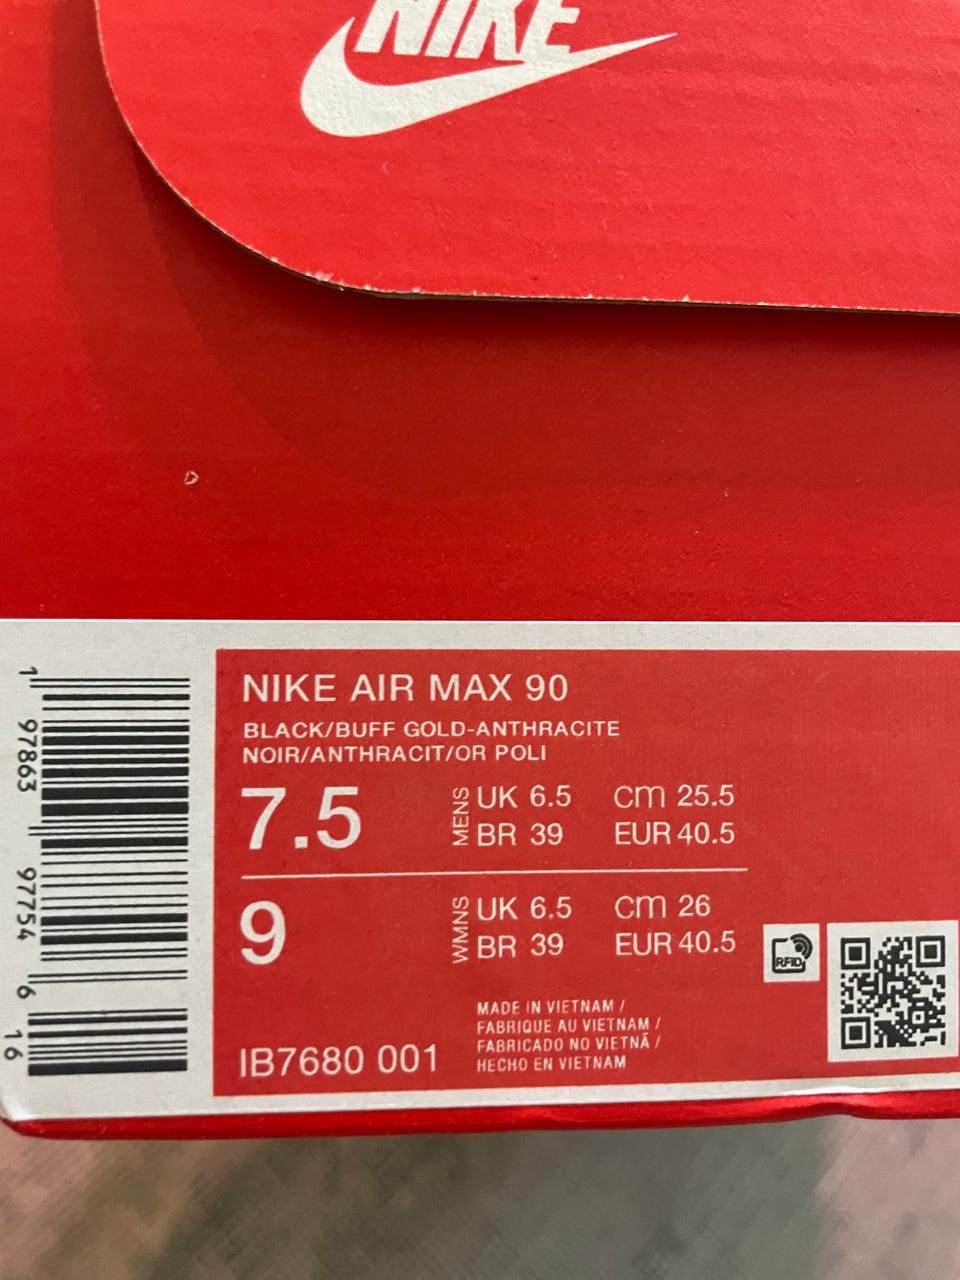 NIKE
NIKE AIR MAX 90
BLACK/BUFF GOLD-ANTHRACITE
NOIR/ANTHRACIT/OR POLI
7.5
MENS
UK 6.5 cm 25.5
BR 39 EUR 40.5
9
WMNS
UK 6.5 cm 26
BR 39 EUR 40.5
RFID
MADE IN VIETNAM /
FABRIQUE AU VIETNAM /
FABRICADO NO VIETNÃ /
HECHO EN VIETNAM
IB7680 001
1 97863 97754 6 16